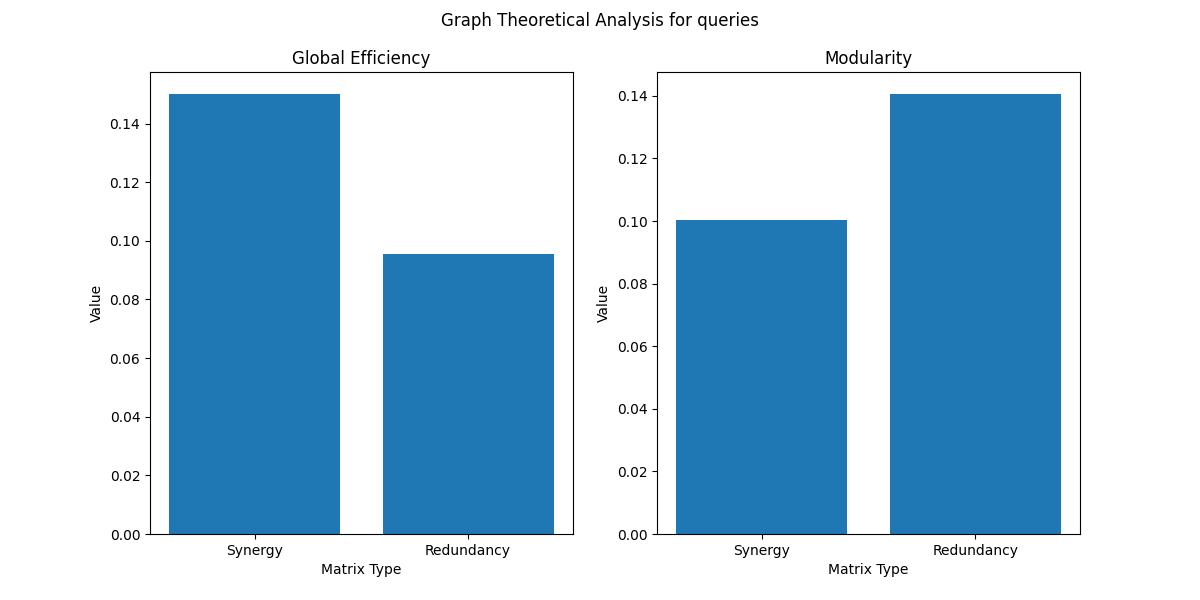 Graph Theoretical Analysis for queries
Global Efficiency
0.14
0.12
0.10
0.08
0.06
0.04
0.02
0.00
Value
Synergy
Redundancy
Matrix Type
Modularity
0.14
0.12
0.10
0.08
0.06
0.04
0.02
0.00
Value
Synergy
Redundancy
Matrix Type